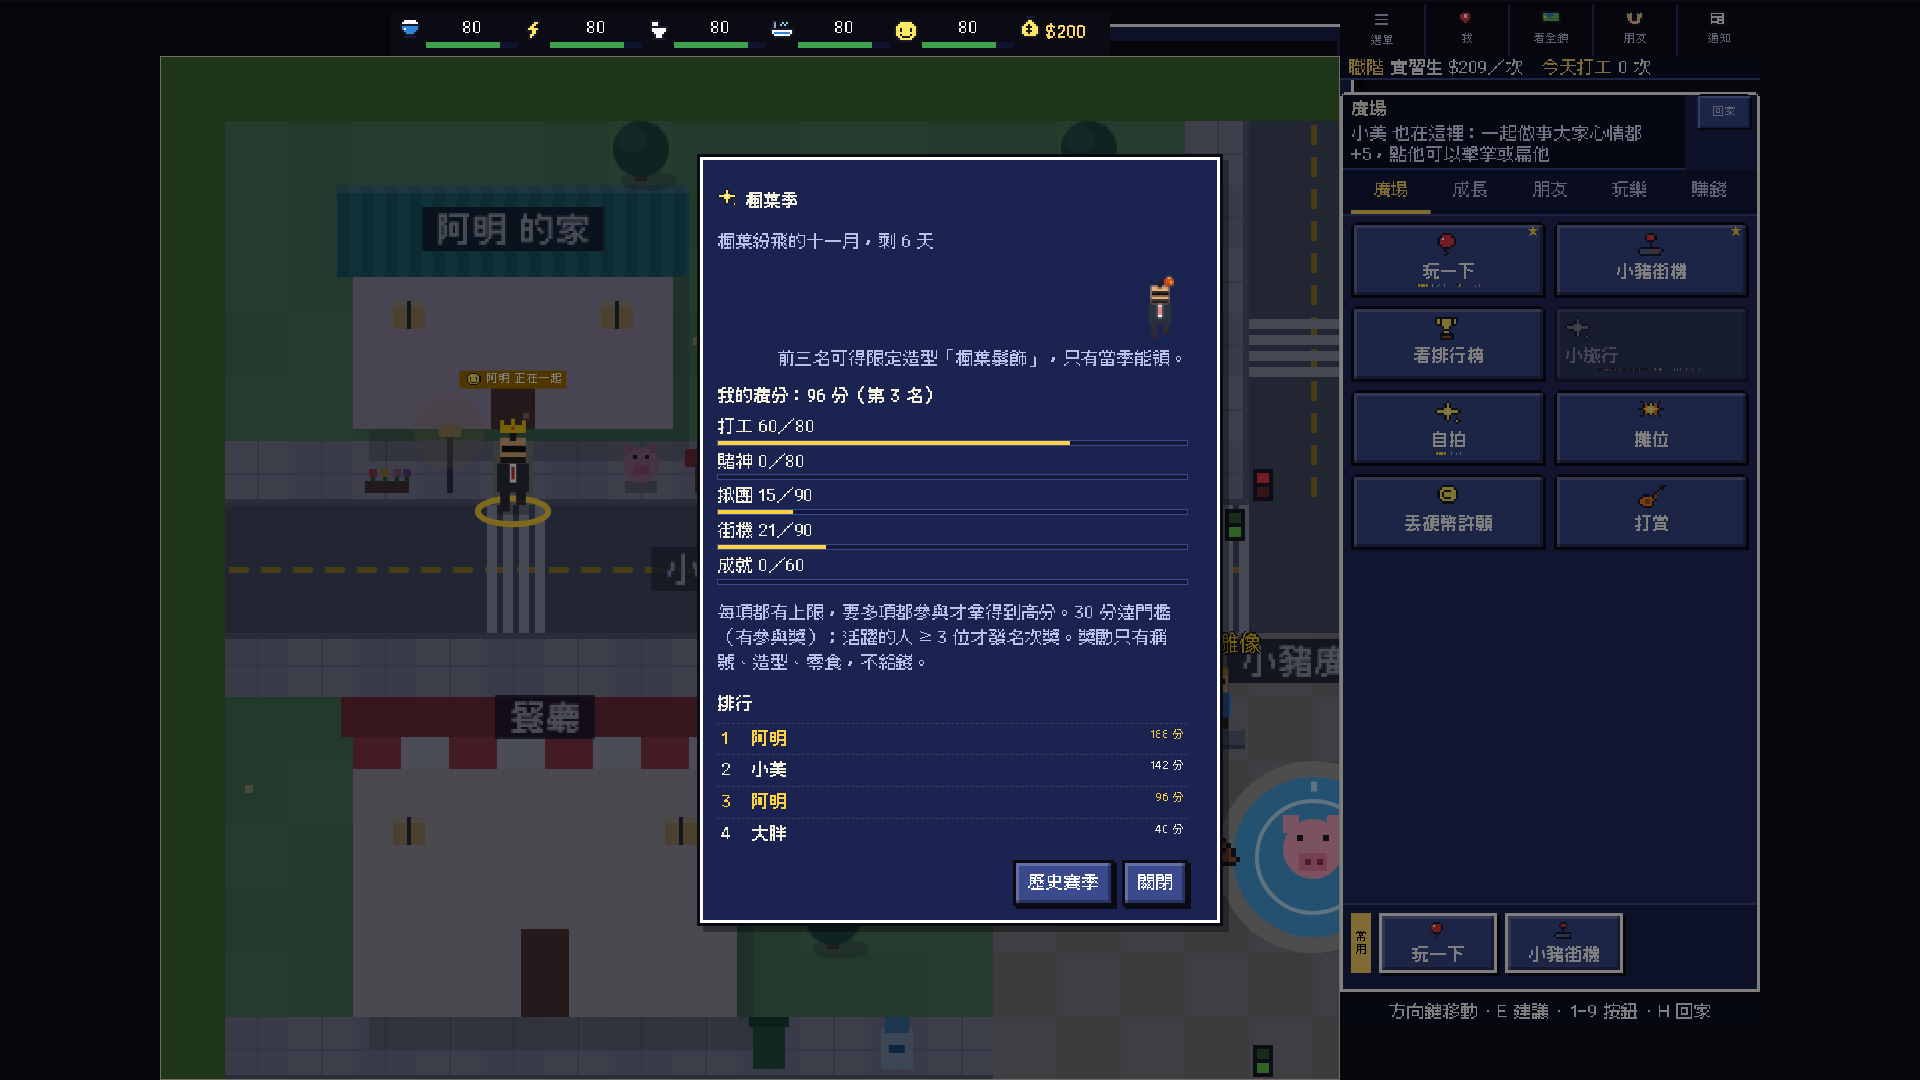 80
80
80
80
80
$200
選單
我
看全鎮
朋友
通知
職階 實習生 $209／次 今天打工 0 次
廣場
回家
小美 也在這裡：一起做事大家心情都
+5，點他可以擊掌或扁他
廣場
成長
朋友
玩樂
賺錢
玩一下
小豬街機
看排行榜
小旅行
自拍
攤位
丟硬幣許願
打賞
常用
玩一下
小豬街機
方向鍵移動 · E 建議 · 1-9 按鈕 · H 回家
阿明 的家
阿明 正在一起
餐廳
小
雕像
小豬廣
楓葉季
楓葉紛飛的十一月，剩 6 天
前三名可得限定造型「楓葉髮飾」，只有當季能領。
我的積分：96 分（第 3 名）
打工 60／80
賭神 0／80
揪團 15／90
街機 21／90
成就 0／60
每項都有上限，要多項都參與才拿得到高分。30 分達門檻
（有參與獎）；活躍的人 ≥ 3 位才發名次獎。獎勵只有稱
號、造型、零食，不給錢。
排行
1 阿明 188 分
2 小美 142 分
3 阿明 96 分
4 大胖 40 分
歷史賽季
關閉